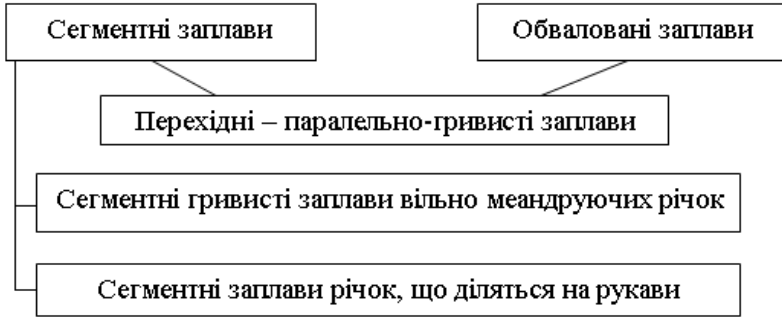 Сегментні заплави
Обваловані заплави
Перехідні – паралельно-гривисті заплави
Сегментні гривисті заплави вільно меандруючих річок
Сегментні заплави річок, що діляться на рукави